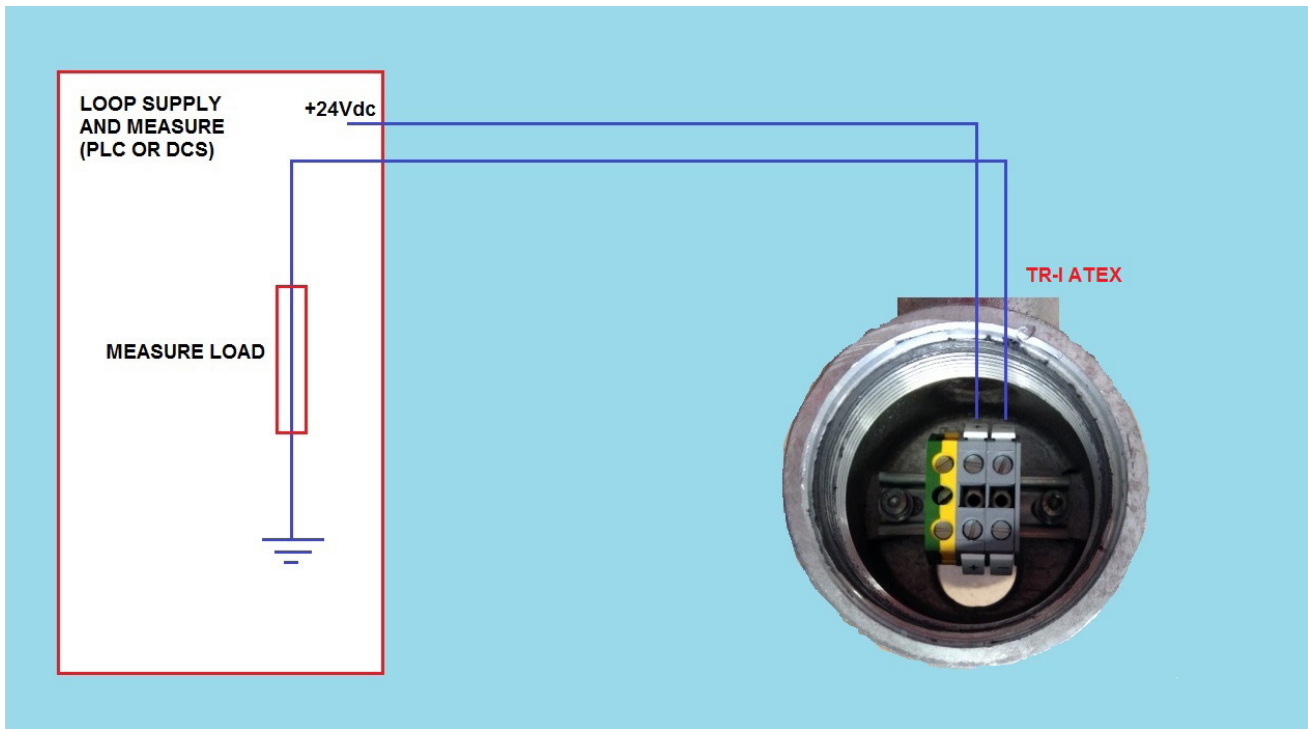 LOOP SUPPLY
AND MEASURE
(PLC OR DCS)
+24Vdc
TR-I ATEX
MEASURE LOAD
+ -